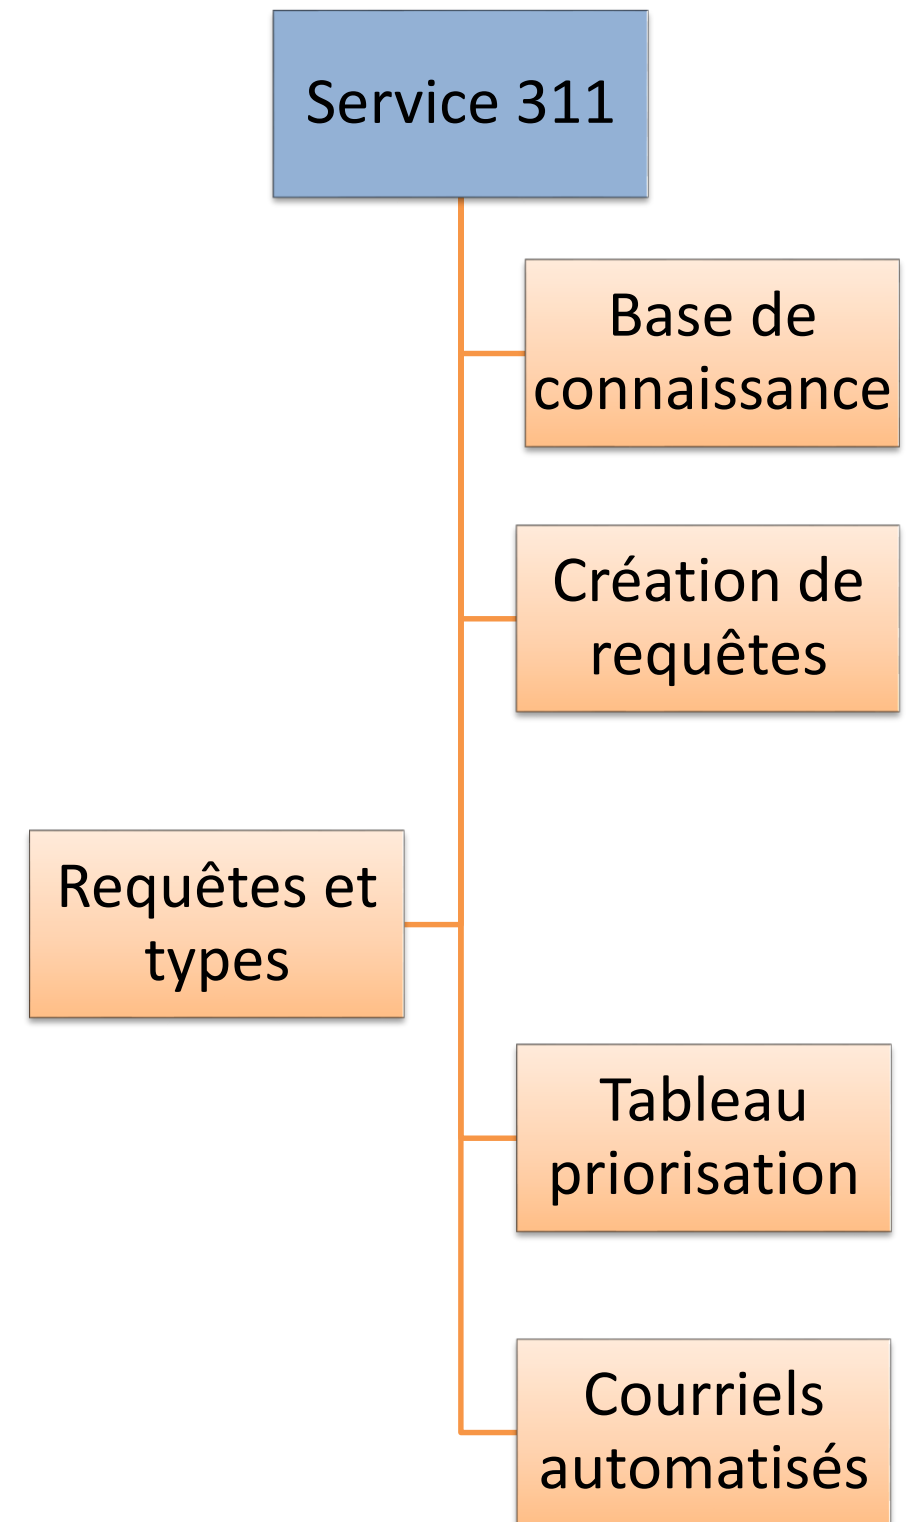 Service 311
Base de
connaissance
Création de
requêtes
Requêtes et
types
Tableau
priorisation
Courriels
automatisés